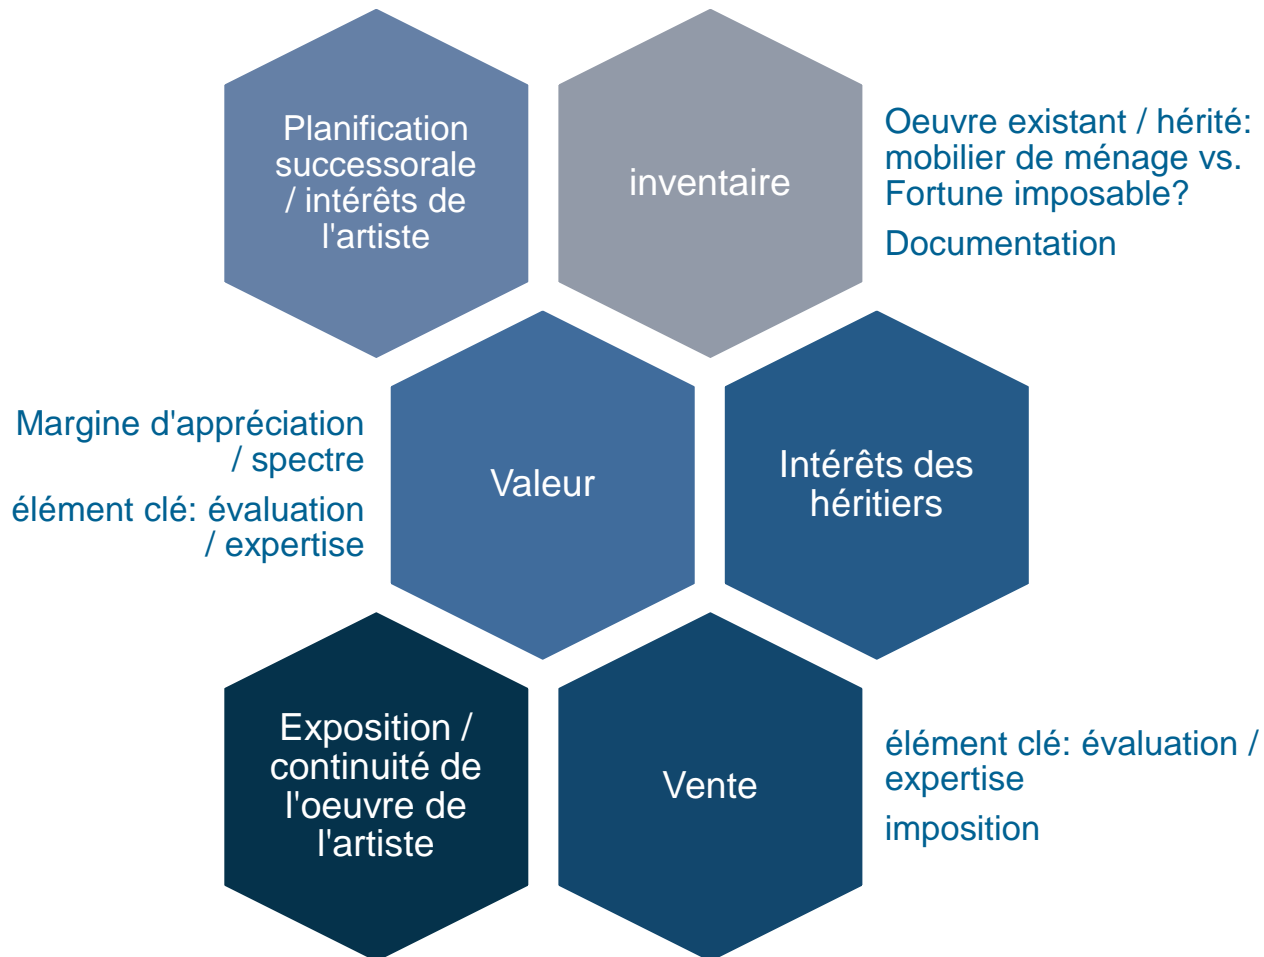 Planification
successorale
/ intérêts de
l'artiste
inventaire
Oeuvre existant / hérité:
mobilier de ménage vs.
Fortune imposable?
Documentation
Margine d'appréciation
/ spectre
élément clé: évaluation
/ expertise
Valeur
Intérêts des
héritiers
Exposition /
continuité de
l'oeuvre de
l'artiste
Vente
élément clé: évaluation /
expertise
imposition